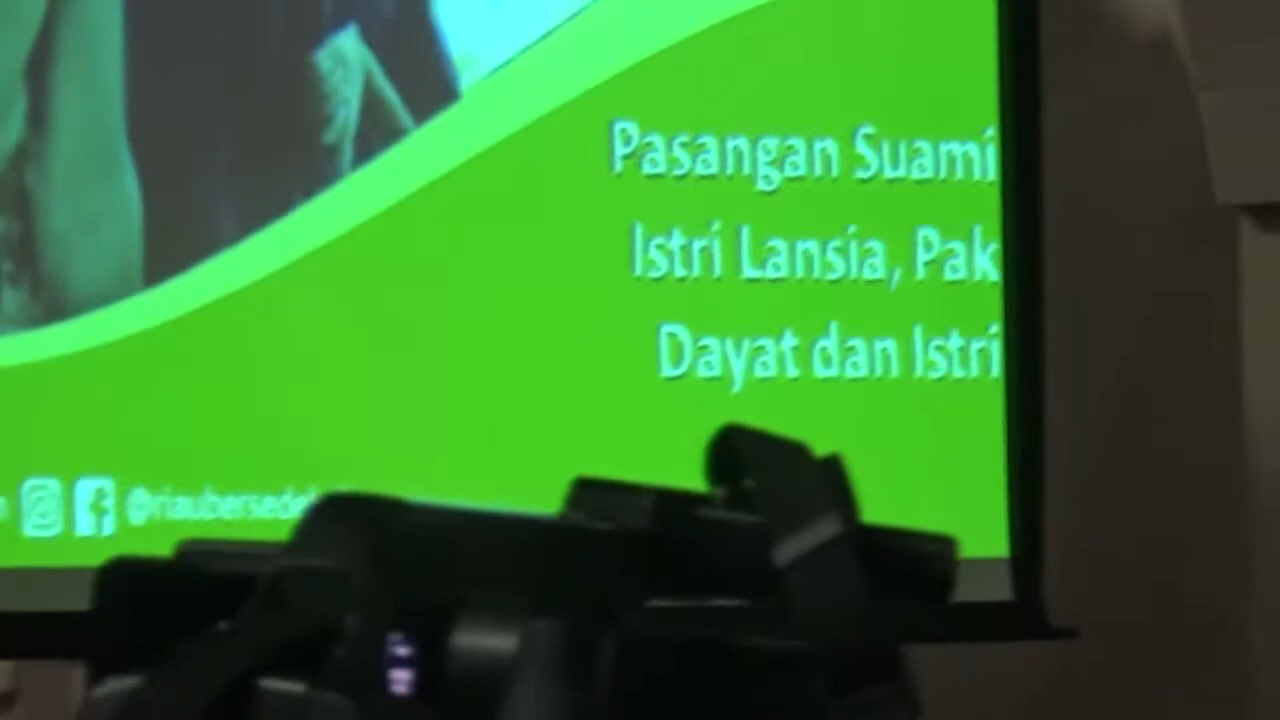 Pasangan Suami
Istri Lansia, Pak
Dayat dan Istri